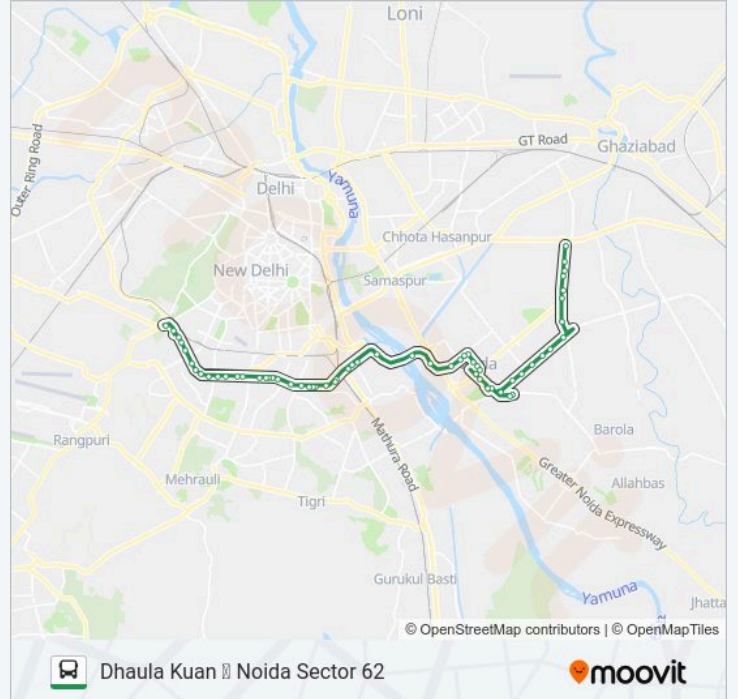 Loni
Outer Ring Road
GT Road
Ghaziabad
Delhi
Yamuna
Chhota Hasanpur
New Delhi
Samaspur
da
Rangpuri
Mehrauli
Tigri
Mathura Road
Barola
Allahbas
Greater Noida Expressway
Gurukul Basti
Yamuna
Jhatta
© OpenStreetMap contributors | © OpenMapTiles
Dhaula Kuan Noida Sector 62
moovit